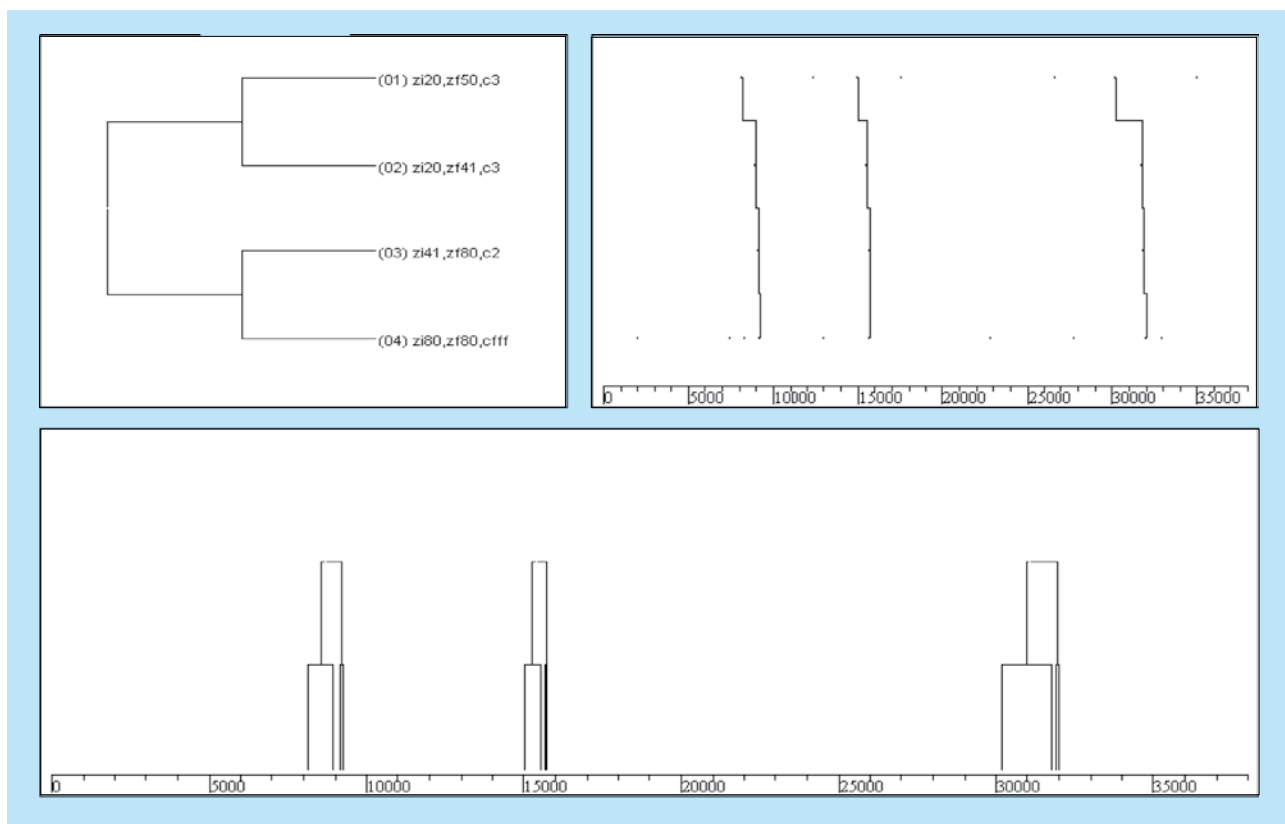 (01) zi20,zf50,c3
(02) zi20,zf41,c3
(03) zi41,zf80,c2
(04) zi80,zf80,cfff
0 5000 10000 15000 20000 25000 30000 35000
0 5000 10000 15000 20000 25000 30000 35000